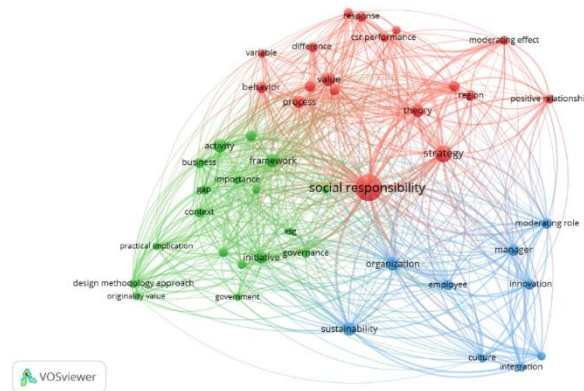 response
csr performance
moderating effect
variable
difference
value
behavior
process
region
positive relationship
theory
activity
strategy
business
framework
importance
social responsibility
gap
context
esg
moderating role
practical implication
governance
manager
initiative
organization
design methodology approach
employee
innovation
originality value
government
sustainability
culture
integration
VOSviewer